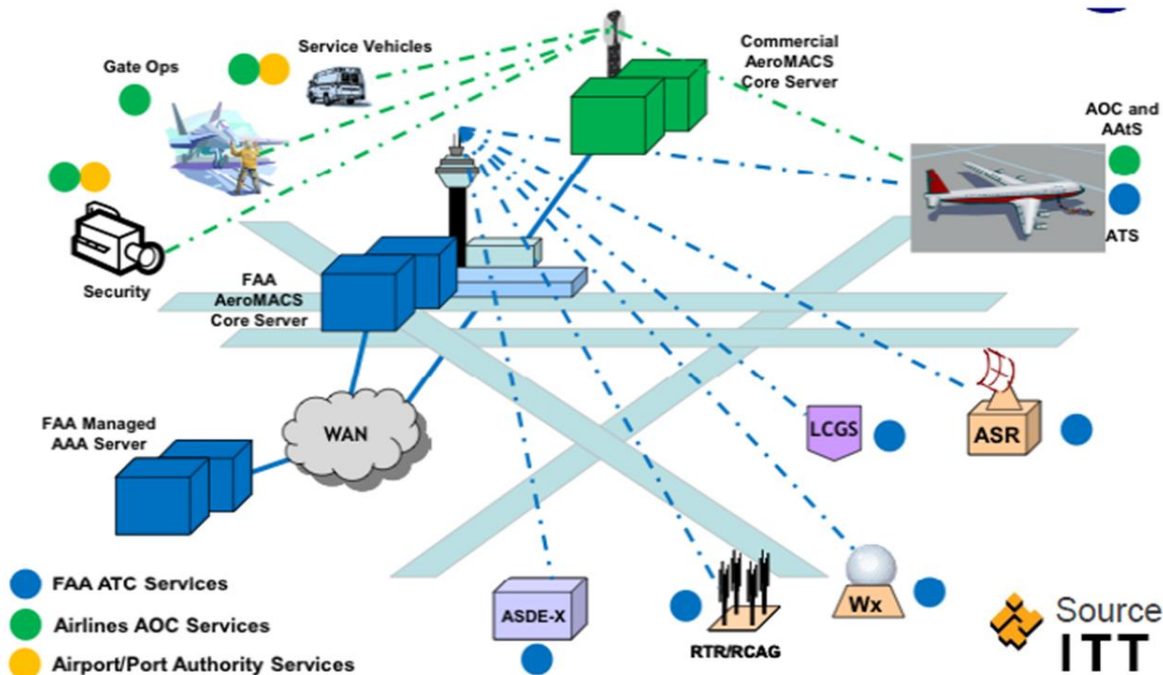 Service Vehicles
Gate Ops
Commercial
AeroMACS
Core Server
AOC and
AAtS
ATS
Security
FAA
AeroMACS
Core Server
WAN
FAA Managed
AAA Server
LCGS
ASR
Wx
ASDE-X
RTR/RCAG
FAA ATC Services
Airlines AOC Services
Airport/Port Authority Services
Source
ITT